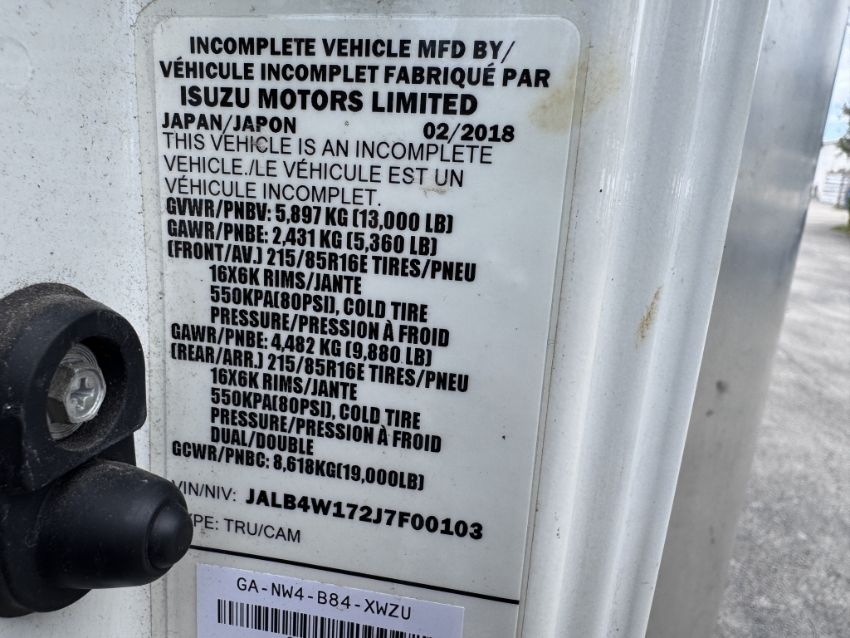 INCOMPLETE VEHICLE MFD BY/
VÉHICULE INCOMPLET FABRIQUÉ PAR
ISUZU MOTORS LIMITED
JAPAN/JAPON 02/2018
THIS VEHICLE IS AN INCOMPLETE
VEHICLE./LE VÉHICULE EST UN
VÉHICULE INCOMPLET.
GVWR/PNBV: 5,897 KG (13,000 LB)
GAWR/PNBE: 2,431 KG (5,360 LB)
(FRONT/AV.) 215/85R16E TIRES/PNEU
16X6K RIMS/JANTE
550KPA(80PSI), COLD TIRE
PRESSURE/PRESSION À FROID
GAWR/PNBE: 4,482 KG (9,880 LB)
(REAR/ARR.) 215/85R16E TIRES/PNEU
16X6K RIMS/JANTE
550KPA(80PSI), COLD TIRE
PRESSURE/PRESSION À FROID
DUAL/DOUBLE
GCWR/PNBC: 8,618KG(19,000LB)
VIN/NIV: JALB4W172J7F00103
TRU/CAM
GA-NW4-B84-XWZU